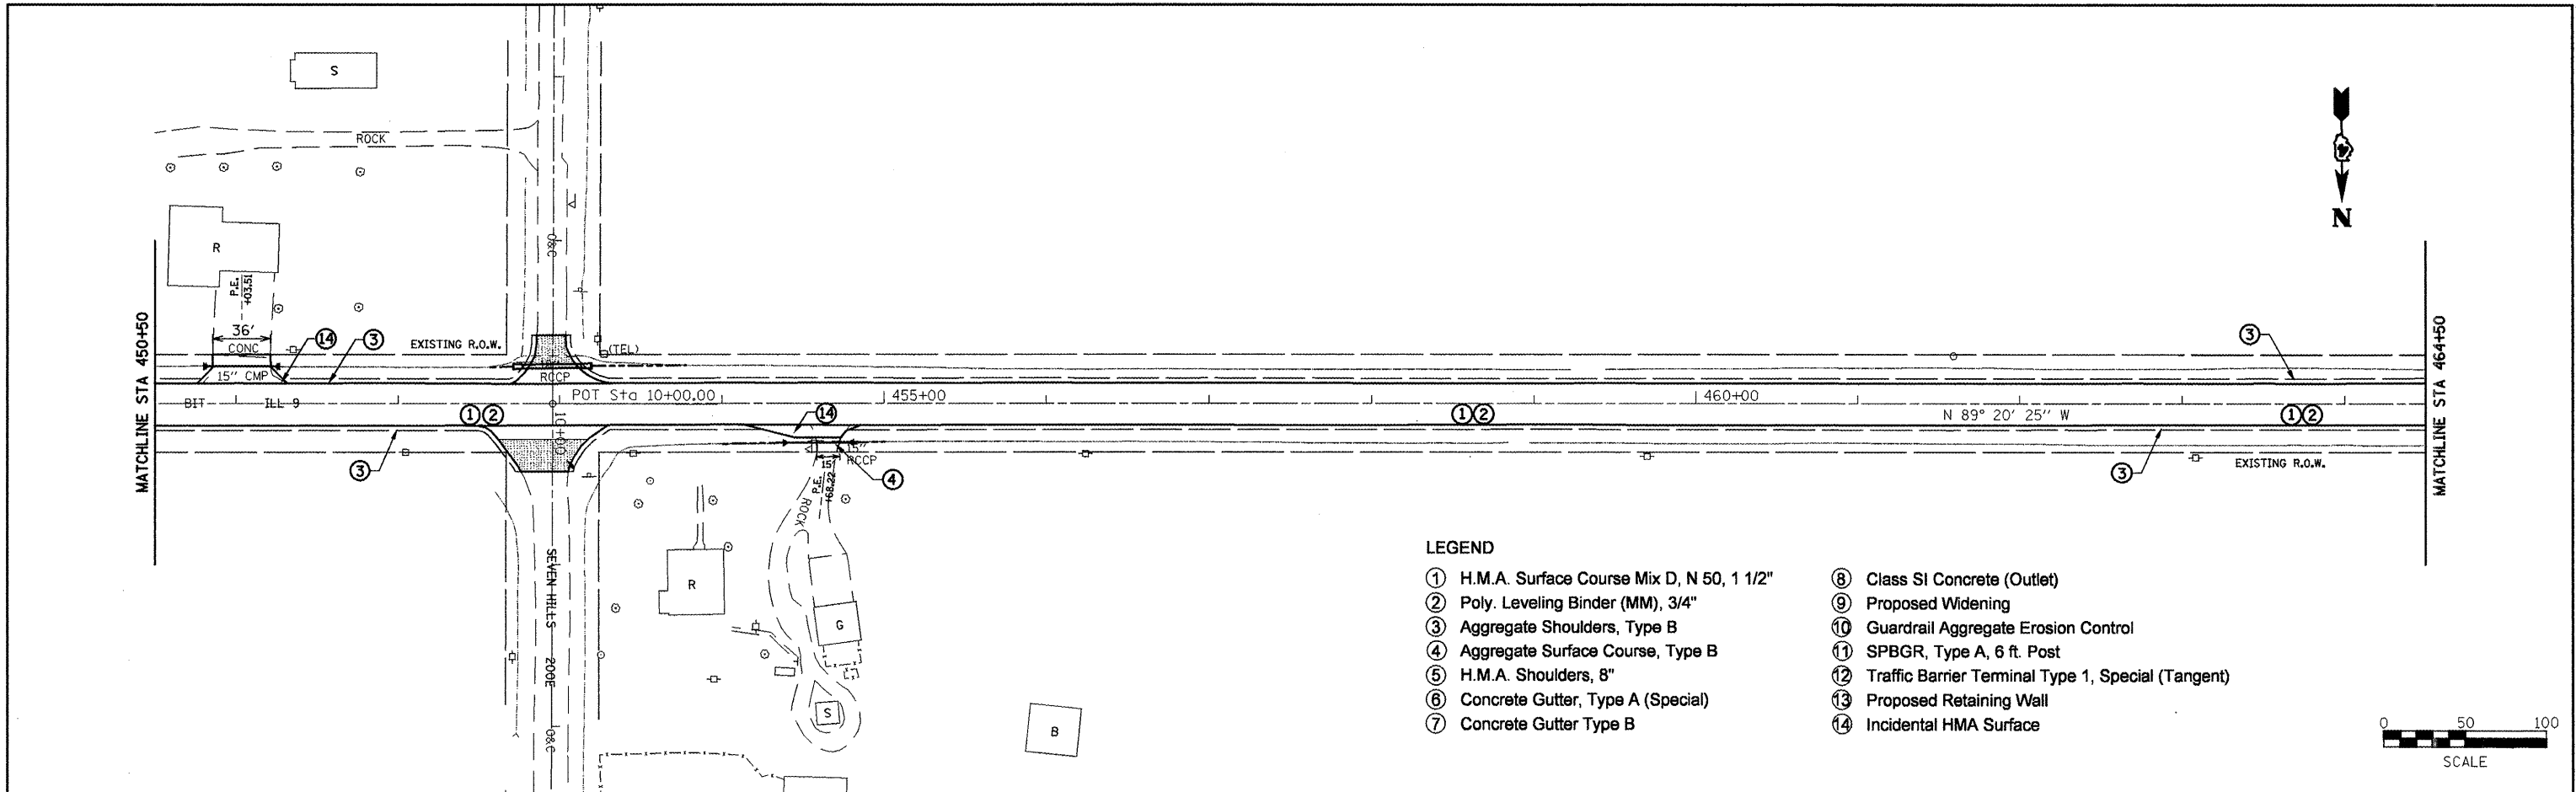 S
ROCK
R
P.E.
+03.51
36'
CONC
15" CMP
14
3
EXISTING R.O.W.
O&C
(TEL)
RCCP
MATCHLINE STA 450+50
BIT
ILL 9
POT Sta 10+00.00
10+00
1 2
3
455+00
14
15"
RCCP
15'
P.E.
+68.22
4
ROCK
460+00
1 2
N 89° 20' 25" W
1 2
3
3
EXISTING R.O.W.
MATCHLINE STA 464+50
N
SEVEN HILLS 200E
O&C
R
G
S
B
LEGEND
1 H.M.A. Surface Course Mix D, N 50, 1 1/2"
2 Poly. Leveling Binder (MM), 3/4"
3 Aggregate Shoulders, Type B
4 Aggregate Surface Course, Type B
5 H.M.A. Shoulders, 8"
6 Concrete Gutter, Type A (Special)
7 Concrete Gutter Type B
8 Class SI Concrete (Outlet)
9 Proposed Widening
10 Guardrail Aggregate Erosion Control
11 SPBGR, Type A, 6 ft. Post
12 Traffic Barrier Terminal Type 1, Special (Tangent)
13 Proposed Retaining Wall
14 Incidental HMA Surface
0 50 100
SCALE